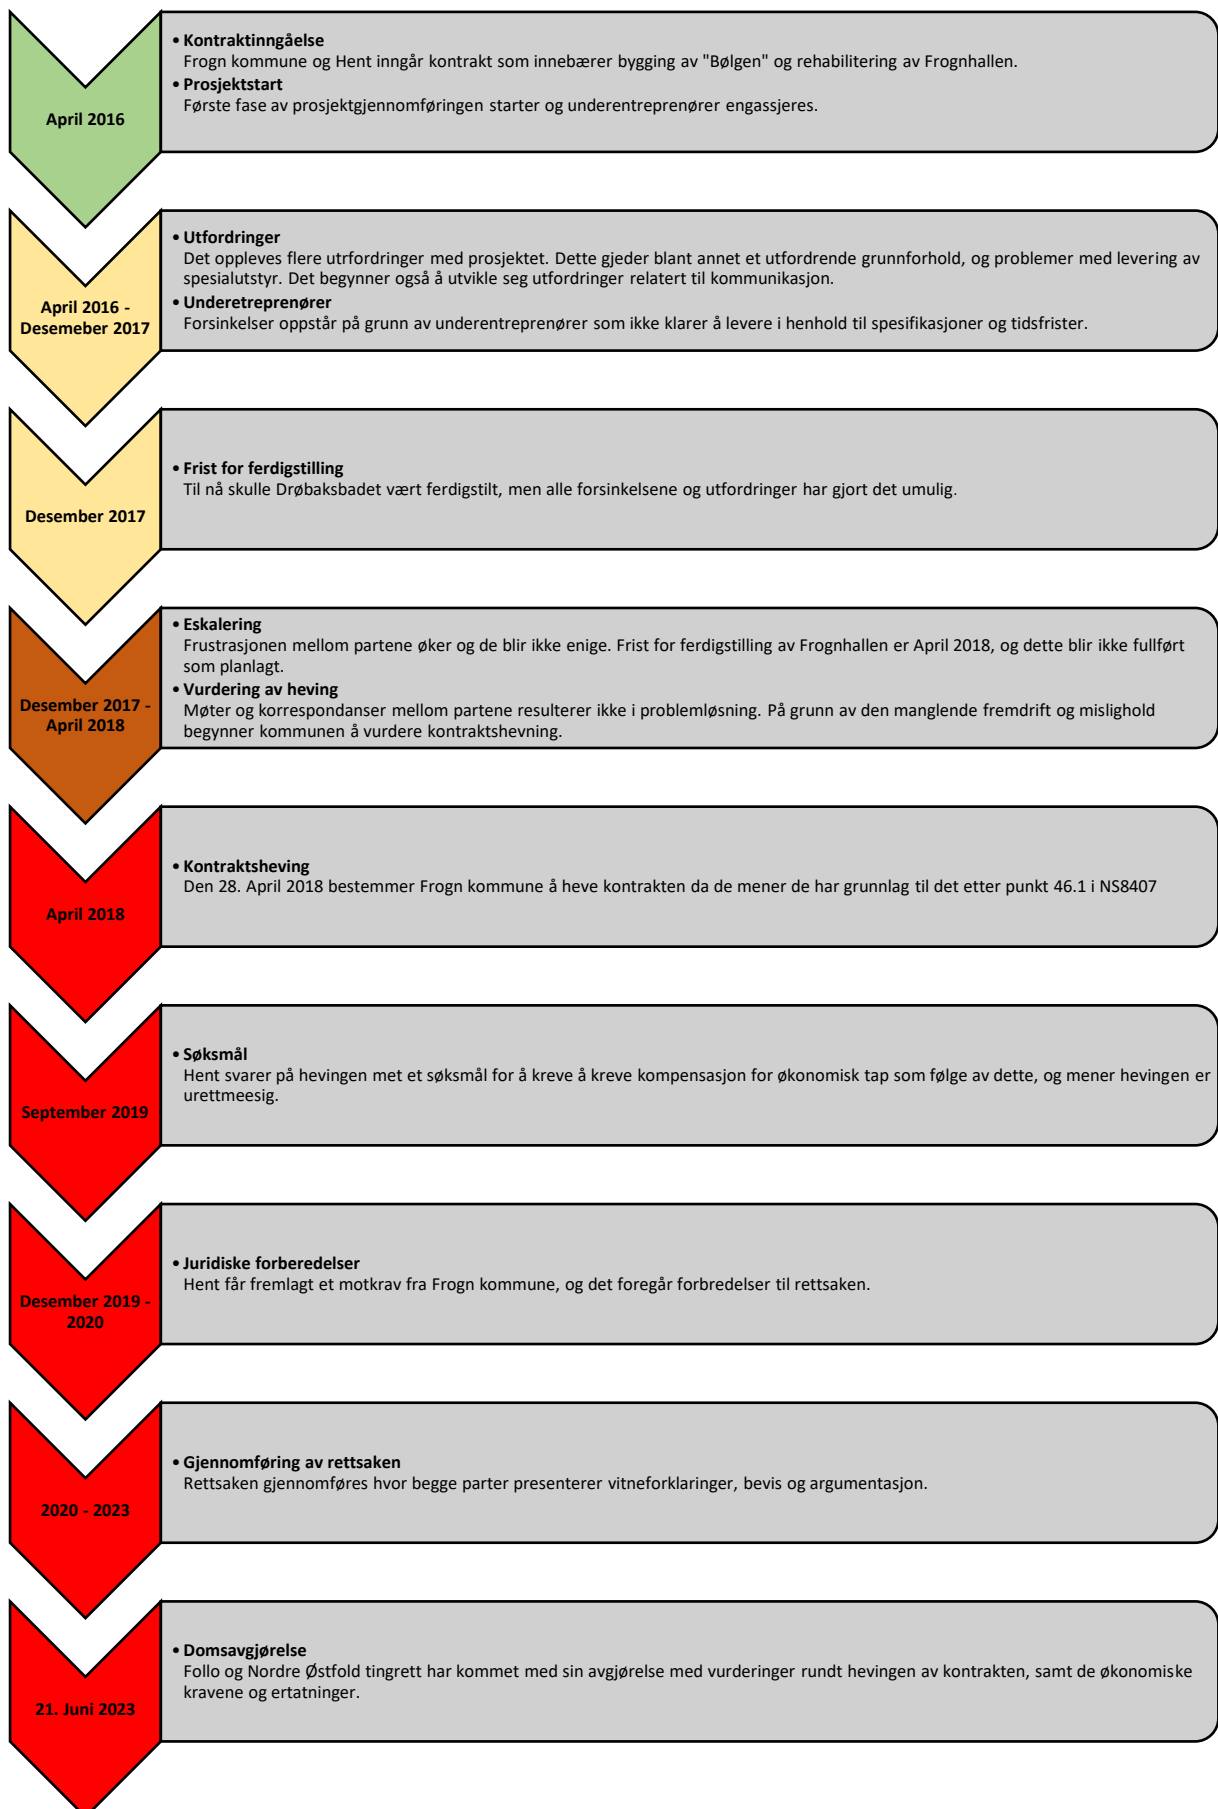 April 2016
• Kontraktinngåelse
Frogn kommune og Hent inngår kontrakt som innebærer bygging av "Bølgen" og rehabilitering av Frognhallen.
• Prosjektstart
Første fase av prosjektgjennomføringen starter og underentreprenører engassjeres.
April 2016 -
Desemeber 2017
• Utfordringer
Det oppleves flere utrfordringer med prosjektet. Dette gjeder blant annet et utfordrende grunnforhold, og problemer med levering av
spesialutstyr. Det begynner også å utvikle seg utfordringer relatert til kommunikasjon.
• Underetreprenører
Forsinkelser oppstår på grunn av underentreprenører som ikke klarer å levere i henhold til spesifikasjoner og tidsfrister.
Desember 2017
• Frist for ferdigstilling
Til nå skulle Drøbaksbadet vært ferdigstilt, men alle forsinkelsene og utfordringer har gjort det umulig.
Desember 2017 -
April 2018
• Eskalering
Frustrasjonen mellom partene øker og de blir ikke enige. Frist for ferdigstilling av Frognhallen er April 2018, og dette blir ikke fullført
som planlagt.
• Vurdering av heving
Møter og korrespondanser mellom partene resulterer ikke i problemløsning. På grunn av den manglende fremdrift og mislighold
begynner kommunen å vurdere kontraktshevning.
April 2018
• Kontraktsheving
Den 28. April 2018 bestemmer Frogn kommune å heve kontrakten da de mener de har grunnlag til det etter punkt 46.1 i NS8407
September 2019
• Søksmål
Hent svarer på hevingen met et søksmål for å kreve å kreve kompensasjon for økonomisk tap som følge av dette, og mener hevingen er
urettmeesig.
Desember 2019 -
2020
• Juridiske forberedelser
Hent får fremlagt et motkrav fra Frogn kommune, og det foregår forbredelser til rettsaken.
2020 - 2023
• Gjennomføring av rettsaken
Rettsaken gjennomføres hvor begge parter presenterer vitneforklaringer, bevis og argumentasjon.
21. Juni 2023
• Domsavgjørelse
Follo og Nordre Østfold tingrett har kommet med sin avgjørelse med vurderinger rundt hevingen av kontrakten, samt de økonomiske
kravene og ertatninger.